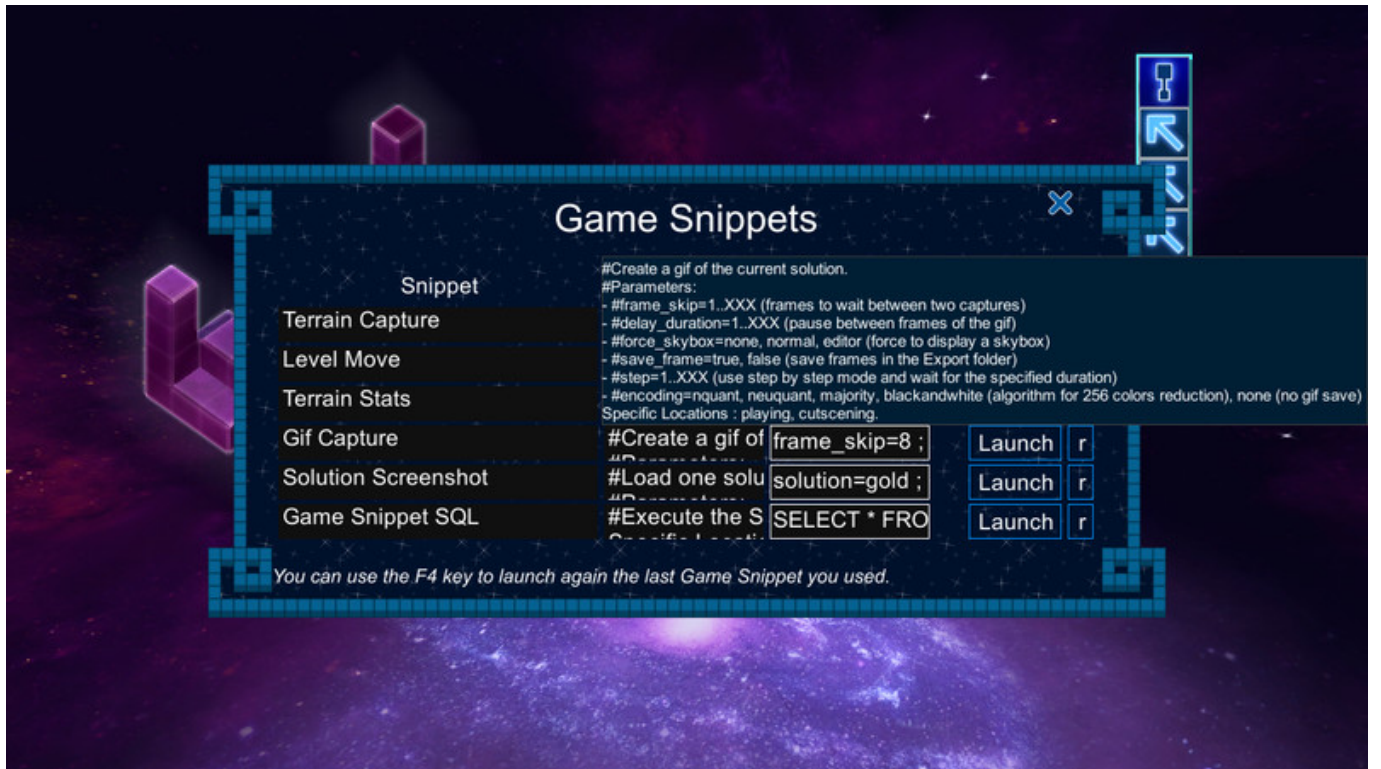 Game Snippets
Snippet
#Create a gif of the current solution.
#Parameters:
- #frame_skip=1..XXX (frames to wait between two captures)
- #delay_duration=1..XXX (pause between frames of the gif)
- #force_skybox=none, normal, editor (force to display a skybox)
- #save_frame=true, false (save frames in the Export folder)
- #step=1..XXX (use step by step mode and wait for the specified duration)
- #encoding=nquant, neuquant, majority, blackandwhite (algorithm for 256 colors reduction), none (no gif save)
Specific Locations : playing, cutscening.
Terrain Capture
Level Move
Terrain Stats
Gif Capture #Create a gif of frame_skip=8 ; Launch r
Solution Screenshot #Load one solu solution=gold ; Launch r
Game Snippet SQL #Execute the S SELECT * FRO Launch r
You can use the F4 key to launch again the last Game Snippet you used.